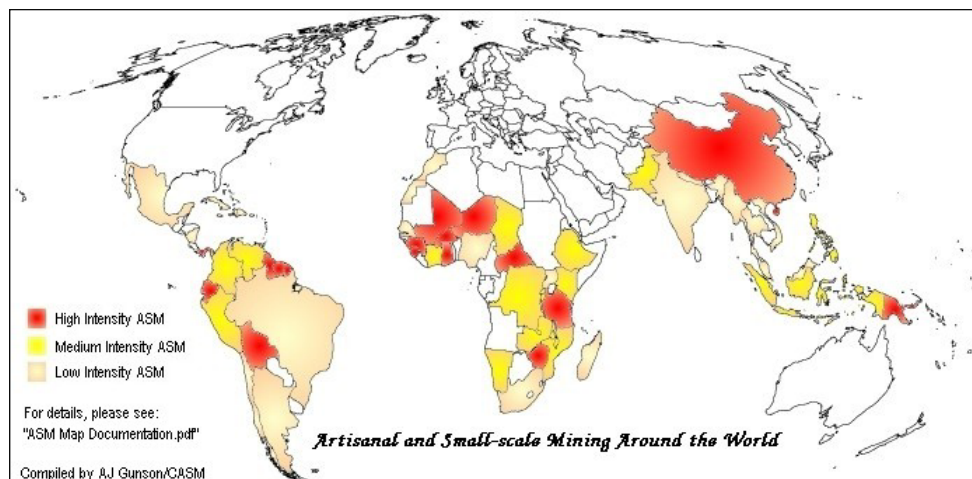 High Intensity ASM
Medium Intensity ASM
Low Intensity ASM
For details, please see:
"ASM Map Documentation.pdf"
Compiled by AJ Gunson/CASM
Artisanal and Small-scale Mining Around the World